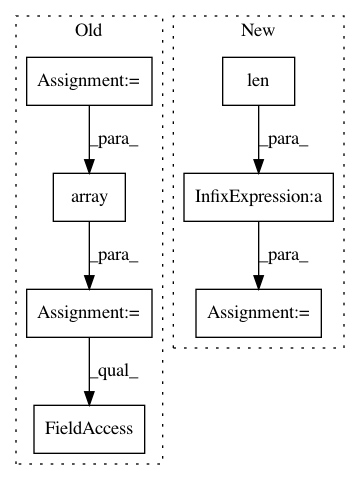 Old
New
Assignment:=
len
_para_
_para_
array
InfixExpression:a
_para_
_para_
Assignment:=
Assignment:=
_qual_
FieldAccess